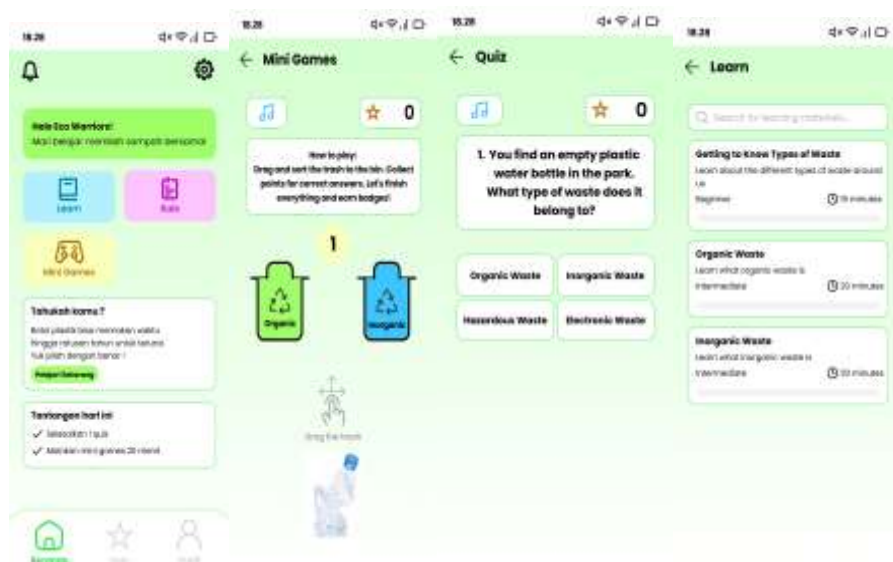 18.28
Halo Eco Warriors!
Mari belajar memilah sampah bersama!
Learn
Kuis
Mini Games
Tahukah kamu ?
Botol plastik bisa memakan waktu
hingga ratusan tahun untuk terurai
Yuk pilah dengan benar !
Pelajari Sekarang
Tantangan hari ini
Selesaikan 1 quiz
Mainkan mini games 20 menit
Beranda
18.28
Mini Games
0
How to play:
Drag and sort the trash to the bin. Collect
points for correct answers. Let's finish
everything and earn badges!
1
Organic
Inorganic
Drag the trash
18.28
Quiz
0
1. You find an empty plastic
water bottle in the park.
What type of waste does it
belong to?
Organic Waste
Inorganic Waste
Hazardous Waste
Electronic Waste
18.28
Learn
Search for learning materials...
Getting to Know Types of Waste
Learn about the different types of waste around
us
Beginner
15 minutes
Organic Waste
Learn what organic waste is
Intermediate
20 minutes
Inorganic Waste
Learn what inorganic waste is
Intermediate
20 minutes